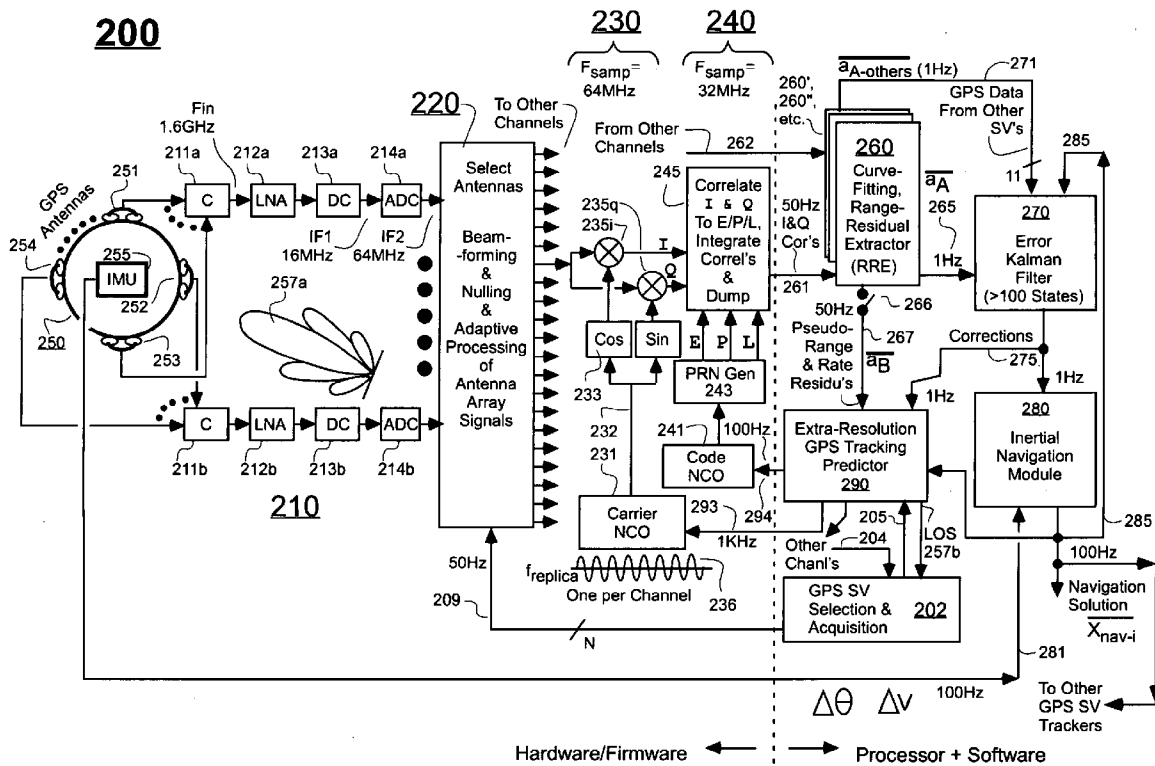 200
230
240
F_samp=
64MHz
F_samp=
32MHz
220
To Other
Channels
Fin
1.6GHz
211a
212a
213a
214a
C
LNA
DC
ADC
251
GPS
Antennas
254
255
IMU
252
250
253
257a
IF1
16MHz
IF2
64MHz
C
LNA
DC
ADC
211b
212b
213b
214b
210
Select
Antennas
Beam-
-forming
&
Nulling
&
Adaptive
Processing
of
Antenna
Array
Signals
From Other
Channels
262
260',
260",
etc.
245
235q
235i
I
Q
Cos
Sin
233
232
231
Carrier
NCO
f_replica
One per Channel
236
Correlate
I & Q
To E/P/L,
Integrate
Correl's
&
Dump
E P L
PRN Gen
243
241
100Hz
Code
NCO
294
293
1KHz
50Hz
I&Q
Cor's
261
a_A-others (1Hz)
271
GPS Data
From Other
SV's
11
285
260
Curve-
Fitting,
Range-
Residual
Extractor
(RRE)
a_A
265
1Hz
270
Error
Kalman
Filter
(>100 States)
266
50Hz
267
Pseudo-
Range
& Rate
Residu's
a_B
Corrections
275
1Hz
1Hz
280
Inertial
Navigation
Module
Extra-Resolution
GPS Tracking
Predictor
290
205
LOS
257b
204
Other
Chanl's
GPS SV
Selection &
Acquisition
202
285
100Hz
Navigation
Solution
X_nav-i
281
50Hz
209
N
100Hz
Δθ Δv
To Other
GPS SV
Trackers
Hardware/Firmware
Processor + Software